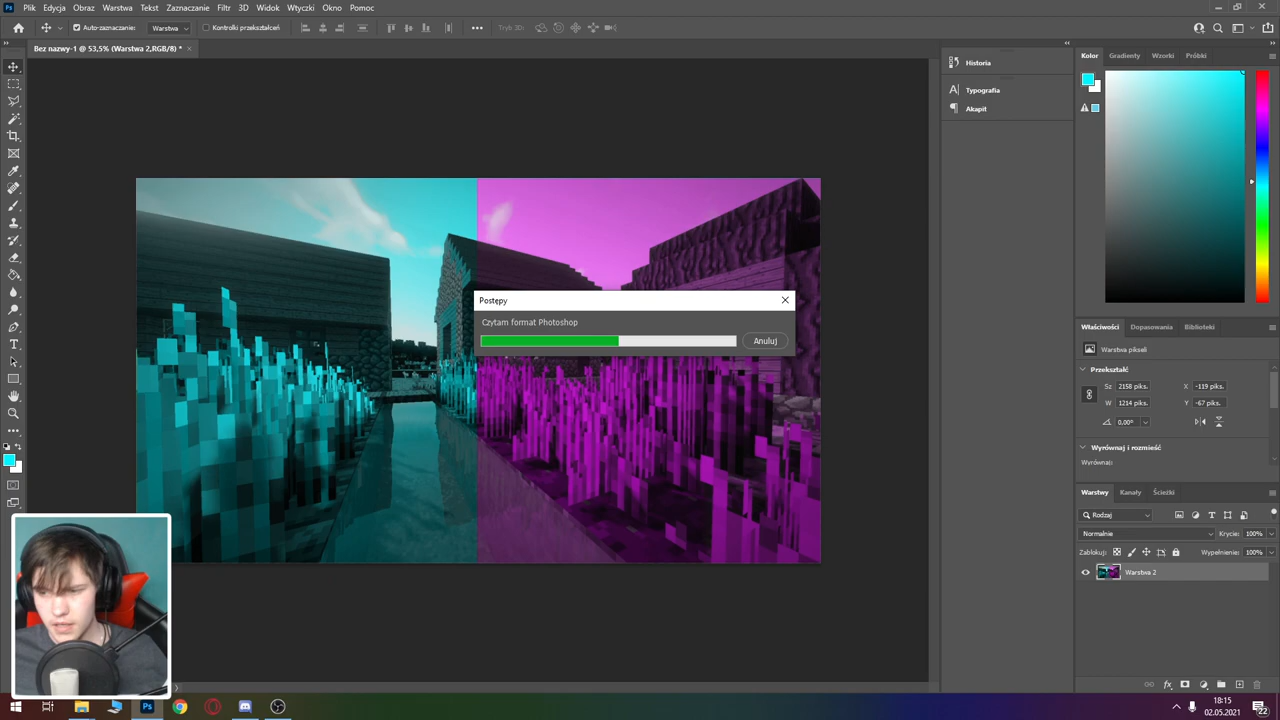 Plik Edycja Obraz Warstwa Tekst Zaznaczanie Filtr 3D Widok Wtyczki Okno Pomoc
Auto-zaznaczanie: Warstwa Kontrolki przekształceń Tryb 3D:
Bez nazwy-1 @ 53,5% (Warstwa 2,RGB/8) *
Historia
Typografia
Akapit
Kolor Gradienty Wzorki Próbki
Postępy
Czytam format Photoshop
Anuluj
Właściwości Dopasowania Biblioteki
Warstwa pikseli
Przekształć
Sz 2158 piks. X -119 piks.
W 1214 piks. Y -67 piks.
0,00°
Wyrównaj i rozmieść
Wyrównaj:
Warstwy Kanały Ścieżki
Rodzaj
Normalnie Krycie: 100%
Zablokuj: Wypełnienie: 100%
Warstwa 2
18:15
02.05.2021
22